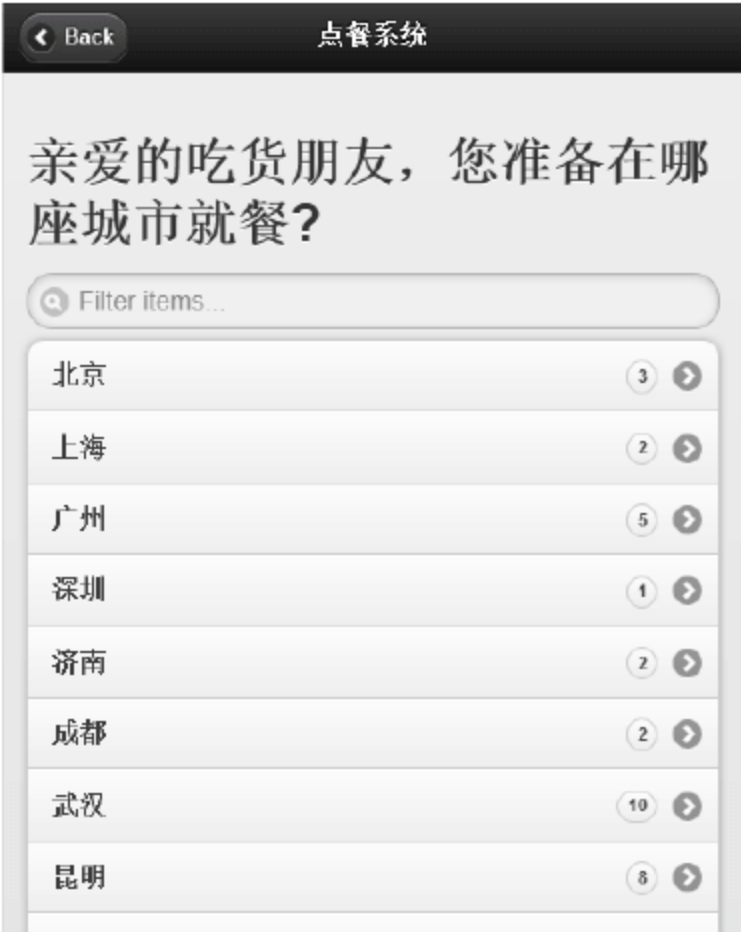 Back 点餐系统
亲爱的吃货朋友，您准备在哪
座城市就餐?
Filter items...
北京 3
上海 2
广州 5
深圳 1
济南 2
成都 2
武汉 10
昆明 8